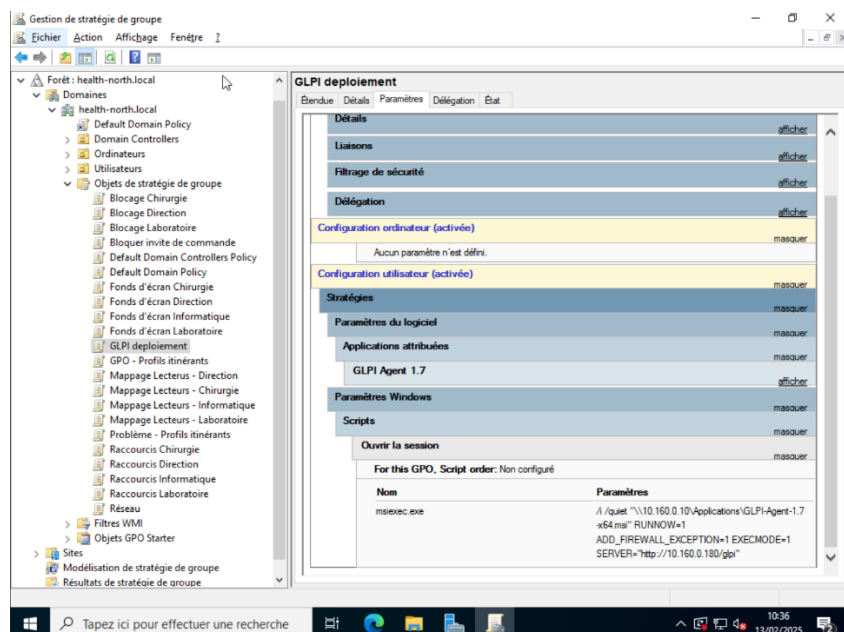 Gestion de stratégie de groupe
Fichier Action Affichage Fenêtre ?
Forêt : health-north.local
Domaines
health-north.local
Default Domain Policy
Domain Controllers
Ordinateurs
Utilisateurs
Objets de stratégie de groupe
Blocage Chirurgie
Blocage Direction
Blocage Laboratoire
Bloquer invite de commande
Default Domain Controllers Policy
Default Domain Policy
Fonds d'écran Chirurgie
Fonds d'écran Direction
Fonds d'écran Informatique
Fonds d'écran Laboratoire
GLPI deploiement
GPO - Profils itinérants
Mappage Lecterus - Direction
Mappage Lecteurs - Chirurgie
Mappage Lecteurs - Informatique
Mappage Lecteurs - Laboratoire
Problème - Profils itinérants
Raccourcis Chirurgie
Raccourcis Direction
Raccourcis Informatique
Raccourcis Laboratoire
Réseau
Filtres WMI
Objets GPO Starter
Sites
Modélisation de stratégie de groupe
Résultats de stratégie de groupe
GLPI deploiement
Étendue Détails Paramètres Délégation État
Détails
afficher
Liaisons
afficher
Filtrage de sécurité
afficher
Délégation
afficher
Configuration ordinateur (activée)
masquer
Aucun paramètre n'est défini.
Configuration utilisateur (activée)
masquer
Stratégies
masquer
Paramètres du logiciel
masquer
Applications attribuées
masquer
GLPI Agent 1.7
afficher
Paramètres Windows
masquer
Scripts
masquer
Ouvrir la session
masquer
For this GPO, Script order: Non configuré
Nom Paramètres
msiexec.exe /i /quiet "\\10.160.0.10\Applications\GLPI-Agent-1.7
-x64.msi" RUNNOW=1
ADD_FIREWALL_EXCEPTION=1 EXECMODE=1
SERVER="http://10.160.0.180/glpi"
Tapez ici pour effectuer une recherche
10:36
13/02/2025
2